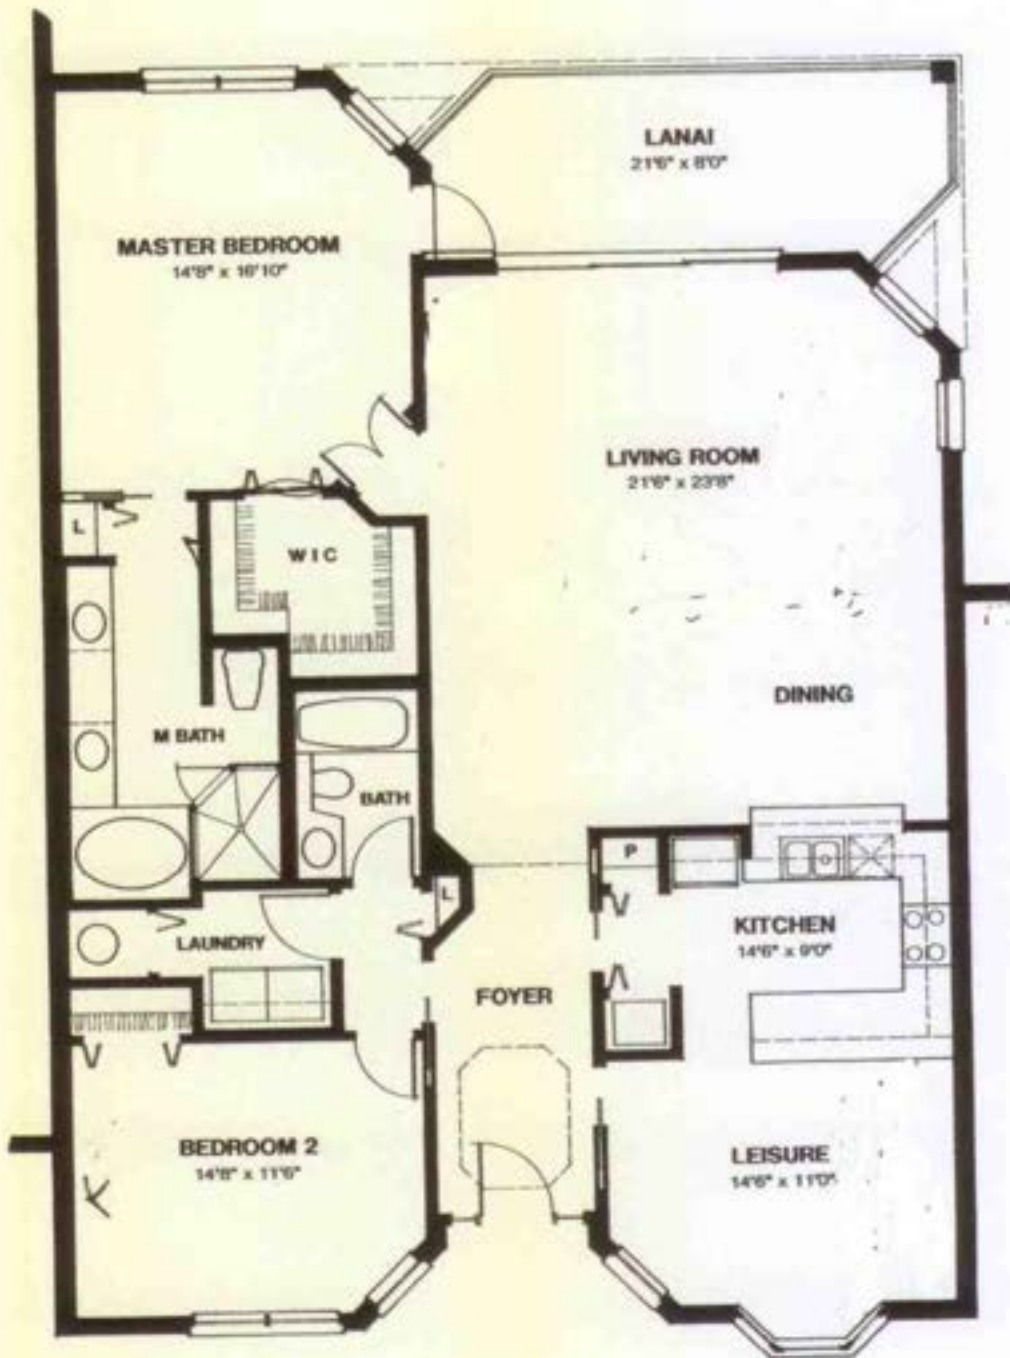 LANAI
21'6" x 8'0"
MASTER BEDROOM
14'8" x 16'10"
LIVING ROOM
21'6" x 23'8"
L
W I C
DINING
M BATH
BATH
P
L
KITCHEN
14'6" x 9'0"
LAUNDRY
FOYER
BEDROOM 2
14'8" x 11'6"
LEISURE
14'6" x 11'0"